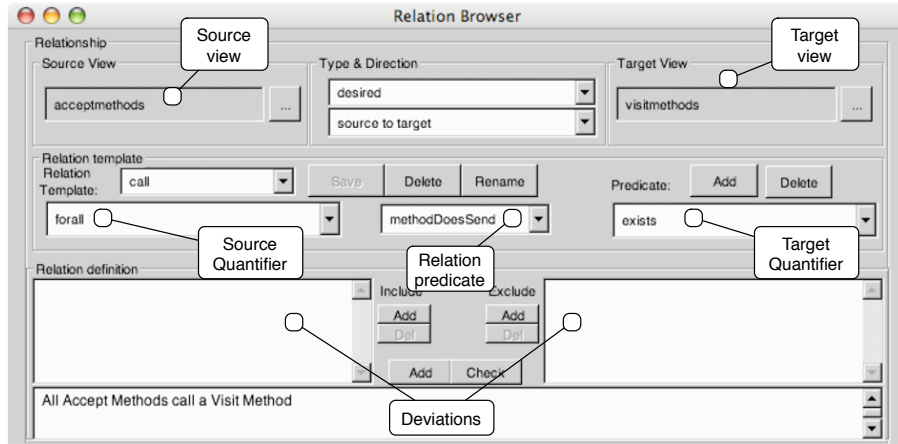 Relation Browser
Source
view
Target
view
Relationship
Source View
Type & Direction
Target View
acceptmethods
...
desired
source to target
visitmethods
...
Relation template
Relation
Template:
call
Save
Delete
Rename
Predicate:
Add
Delete
forall
methodDoesSend
exists
Source
Quantifier
Relation
predicate
Target
Quantifier
Relation definition
Include
Exclude
Add
Add
Del
Del
Add
Check
All Accept Methods call a Visit Method
Deviations